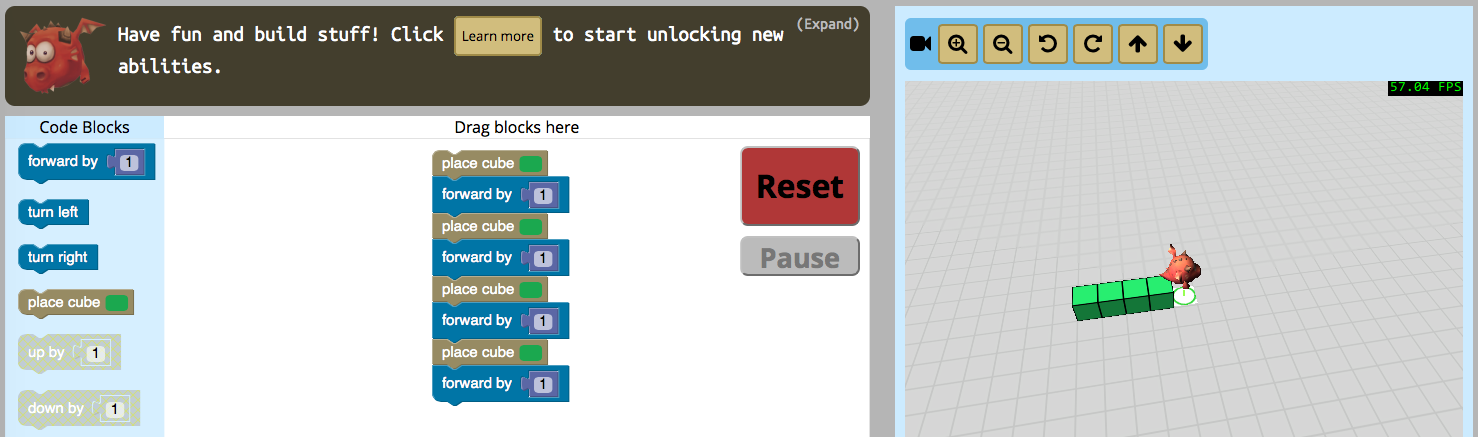 Have fun and build stuff! Click Learn more to start unlocking new (Expand)
abilities.
Code Blocks
forward by 1
turn left
turn right
place cube
up by 1
down by 1
Drag blocks here
place cube
forward by 1
place cube
forward by 1
place cube
forward by 1
place cube
forward by 1
Reset
Pause
57.04 FPS